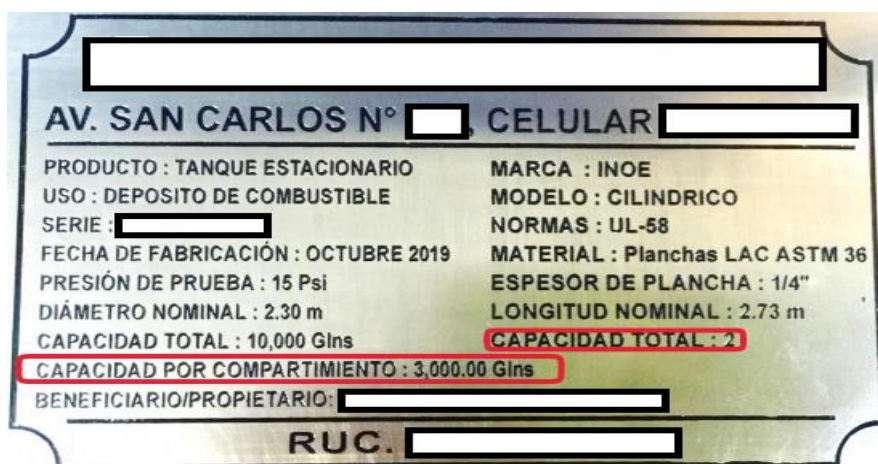 AV. SAN CARLOS N° , CELULAR
PRODUCTO : TANQUE ESTACIONARIO
MARCA : INOE
USO : DEPOSITO DE COMBUSTIBLE
MODELO : CILINDRICO
SERIE :
NORMAS : UL-58
FECHA DE FABRICACIÓN : OCTUBRE 2019
MATERIAL : Planchas LAC ASTM 36
PRESIÓN DE PRUEBA : 15 Psi
ESPESOR DE PLANCHA : 1/4"
DIÁMETRO NOMINAL : 2.30 m
LONGITUD NOMINAL : 2.73 m
CAPACIDAD TOTAL : 10,000 Glns
CAPACIDAD TOTAL : 2
CAPACIDAD POR COMPARTIMIENTO : 3,000.00 Glns
BENEFICIARIO/PROPIETARIO:
RUC.